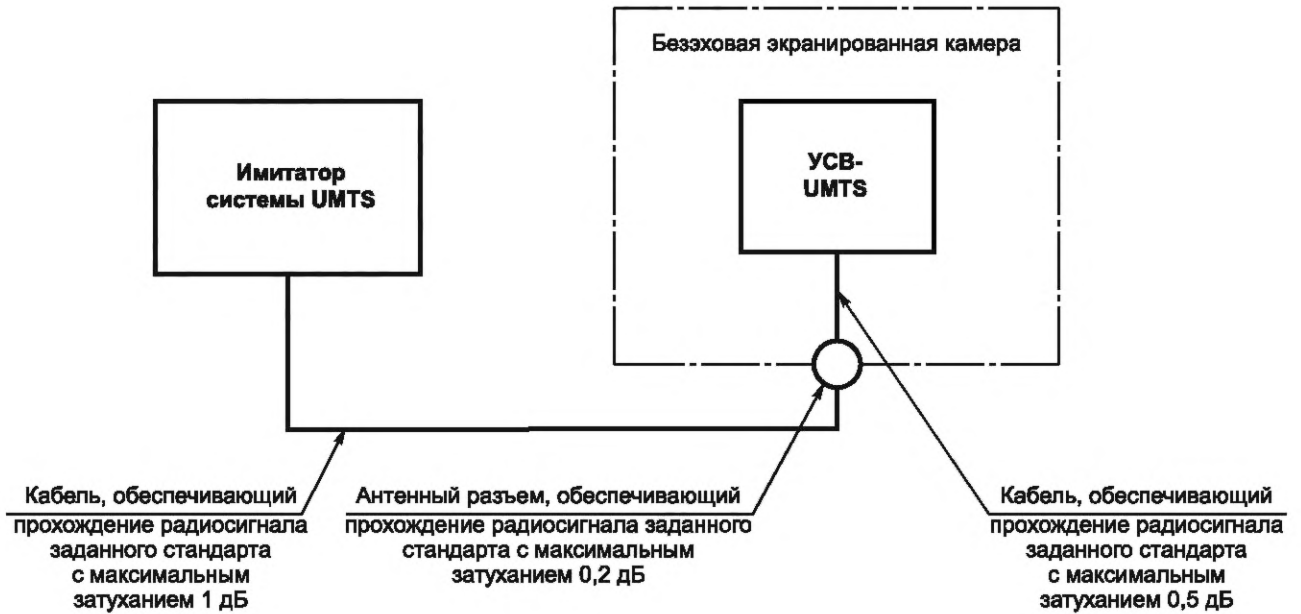 Безэховая экранированная камера
Имитатор
системы UMTS
УСВ-
UMTS
Кабель, обеспечивающий
прохождение радиосигнала
заданного стандарта
с максимальным
затуханием 1 дБ
Антенный разъем, обеспечивающий
прохождение радиосигнала заданного
стандарта с максимальным
затуханием 0,2 дБ
Кабель, обеспечивающий
прохождение радиосигнала
заданного стандарта
с максимальным
затуханием 0,5 дБ